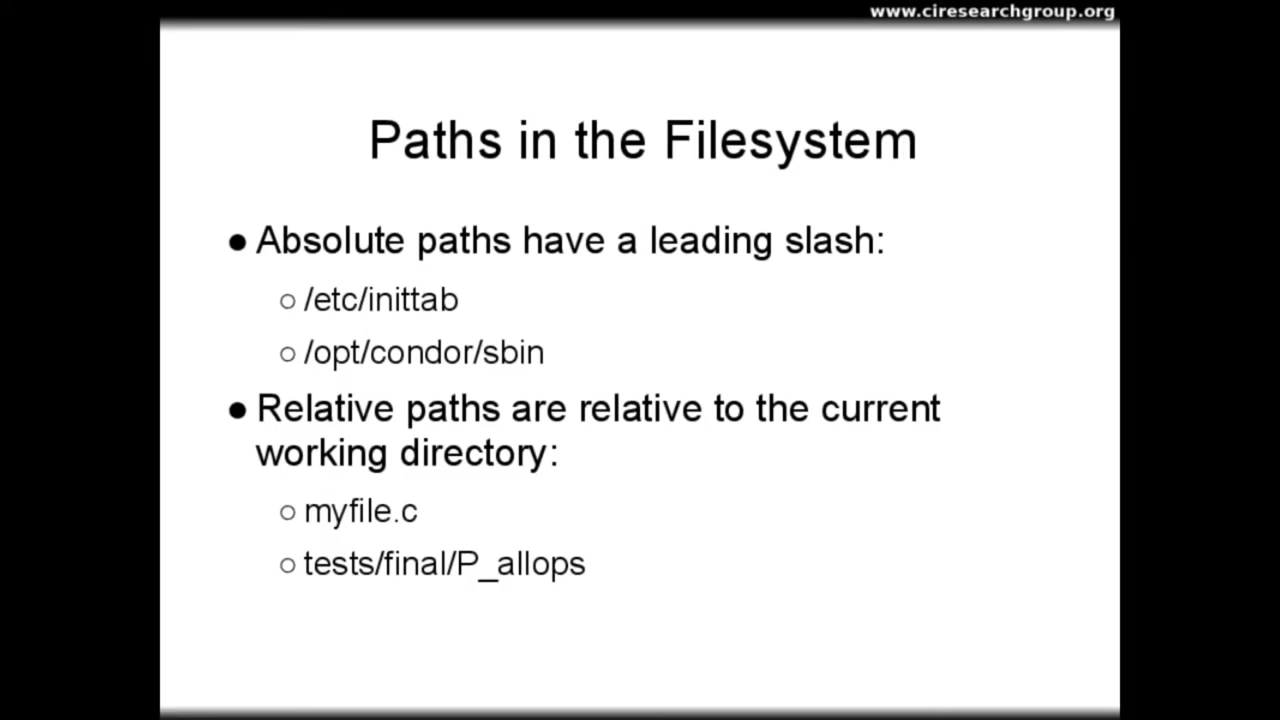 www.ciresearchgroup.org
Paths in the Filesystem
● Absolute paths have a leading slash:
○ /etc/inittab
○ /opt/condor/sbin
● Relative paths are relative to the current
working directory:
○ myfile.c
○ tests/final/P_allops